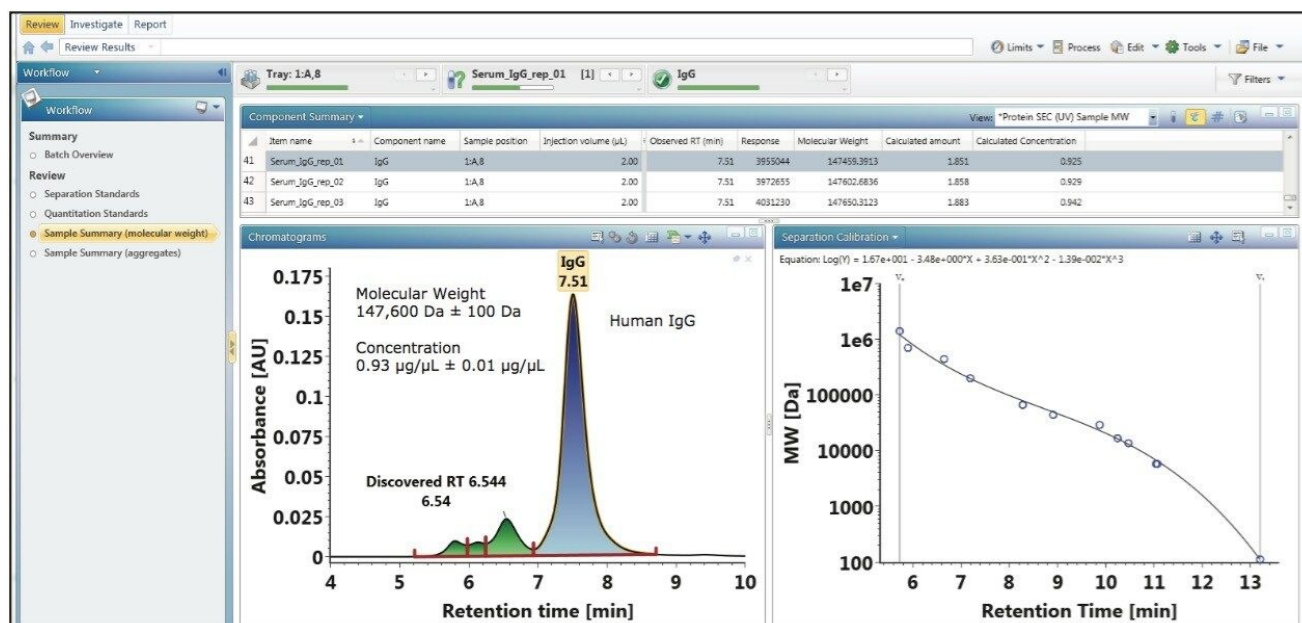 Review Investigate Report
Review Results
Limits Process Edit Tools File
Workflow
Tray: 1:A,8
Serum_IgG_rep_01 [1]
IgG
Filters
Workflow
Summary
Batch Overview
Review
Separation Standards
Quantitation Standards
Sample Summary (molecular weight)
Sample Summary (aggregates)
Component Summary
View: *Protein SEC (UV) Sample MW
Item name Component name Sample position Injection volume (µL) Observed RT (min) Response Molecular Weight Calculated amount Calculated Concentration
41 Serum_IgG_rep_01 IgG 1:A,8 2.00 7.51 3955044 147459.3913 1.851 0.925
42 Serum_IgG_rep_02 IgG 1:A,8 2.00 7.51 3972655 147602.6836 1.858 0.929
43 Serum_IgG_rep_03 IgG 1:A,8 2.00 7.51 4031230 147650.3123 1.883 0.942
Chromatograms
IgG
7.51
Molecular Weight
147,600 Da ± 100 Da
Human IgG
Concentration
0.93 µg/µL ± 0.01 µg/µL
Discovered RT 6.544
6.54
Absorbance [AU]
0.175
0.15
0.125
0.1
0.075
0.05
0.025
0
4 5 6 7 8 9 10
Retention time [min]
Separation Calibration
Equation: Log(Y) = 1.67e+001 - 3.48e+000*X + 3.63e-001*X^2 - 1.39e-002*X^3
MW [Da]
1e7
1e6
100000
10000
1000
100
6 7 8 9 10 11 12 13
Retention Time [min]